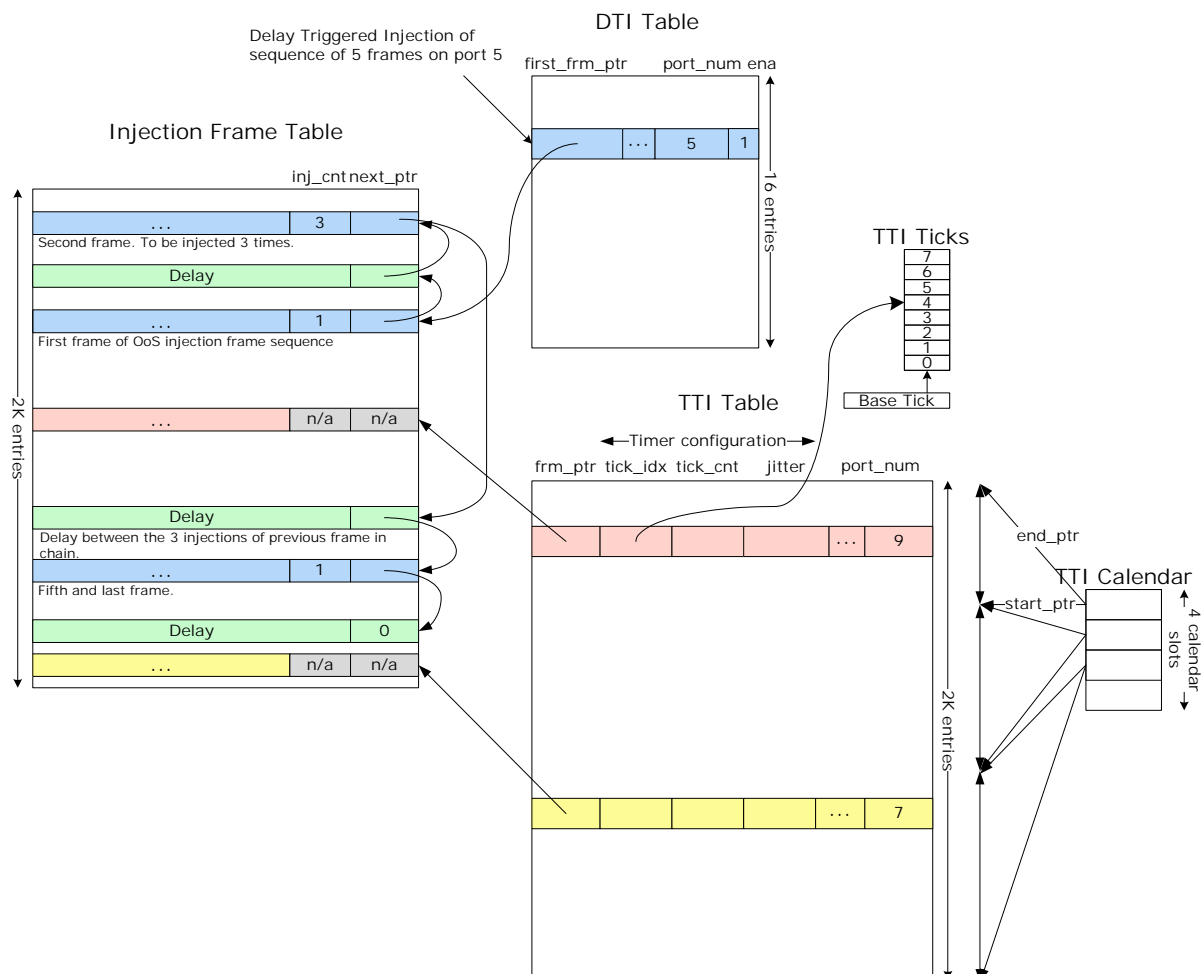 DTI Table
Delay Triggered Injection of
sequence of 5 frames on port 5
first_frm_ptr port_num ena
... 5 1
16 entries
Injection Frame Table
inj_cnt next_ptr
... 3
Second frame. To be injected 3 times.
Delay
... 1
First frame of OoS injection frame sequence
... n/a n/a
Delay
Delay between the 3 injections of previous frame in
chain.
... 1
Fifth and last frame.
Delay 0
... n/a n/a
2K entries
TTI Ticks
7
6
5
4
3
2
1
0
Base Tick
TTI Table
Timer configuration
frm_ptr tick_idx tick_cnt jitter port_num
... 9
... 7
2K entries
end_ptr
start_ptr
TTI Calendar
4 calendar
slots